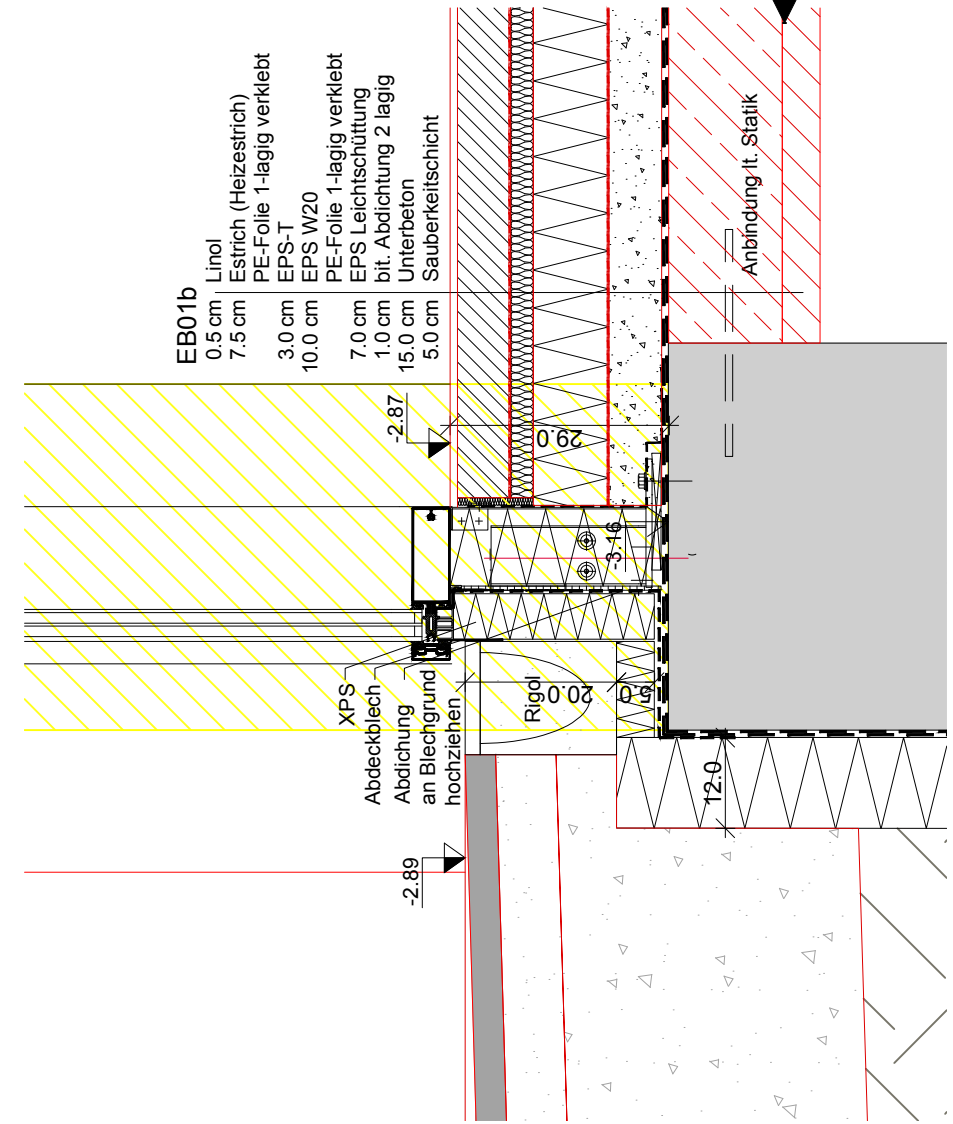 EB01b
0.5 cm Linol
7.5 cm Estrich (Heizestrich)
PE-Folie 1-lagig verklebt
3.0 cm EPS-T
10.0 cm EPS W20
PE-Folie 1-lagig verklebt
7.0 cm EPS Leichtschüttung
1.0 cm bit. Abdichtung 2 lagig
15.0 cm Unterbeton
5.0 cm Sauberkeitschicht
Anbindung lt. Statik
-2.87
29.0
-3.16
XPS
Abdeckblech
Abdichung
an Blechgrund
hochziehen
Rigol
20.0
5.0
12.0
-2.89